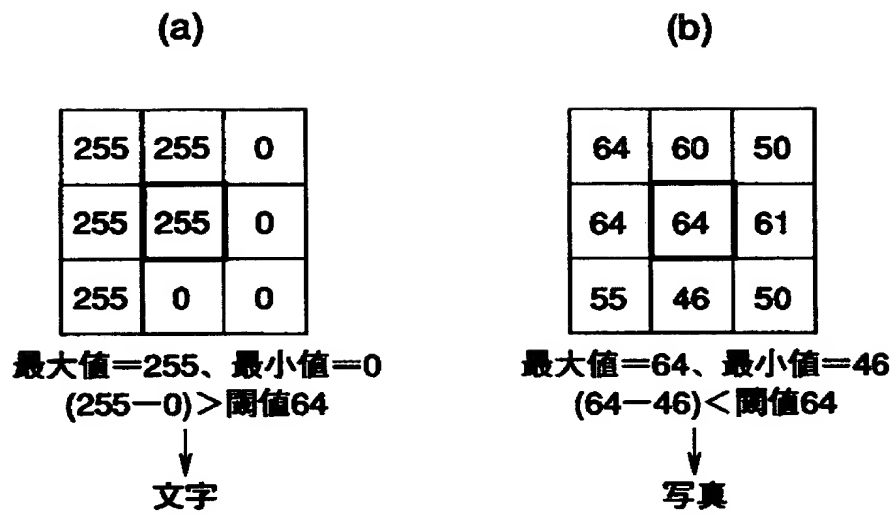 (a)
255 255 0
255 255 0
255 0 0
最大値=255、最小値=0
(255-0)>閾値64
文字
(b)
64 60 50
64 64 61
55 46 50
最大値=64、最小値=46
(64-46)<閾値64
写真